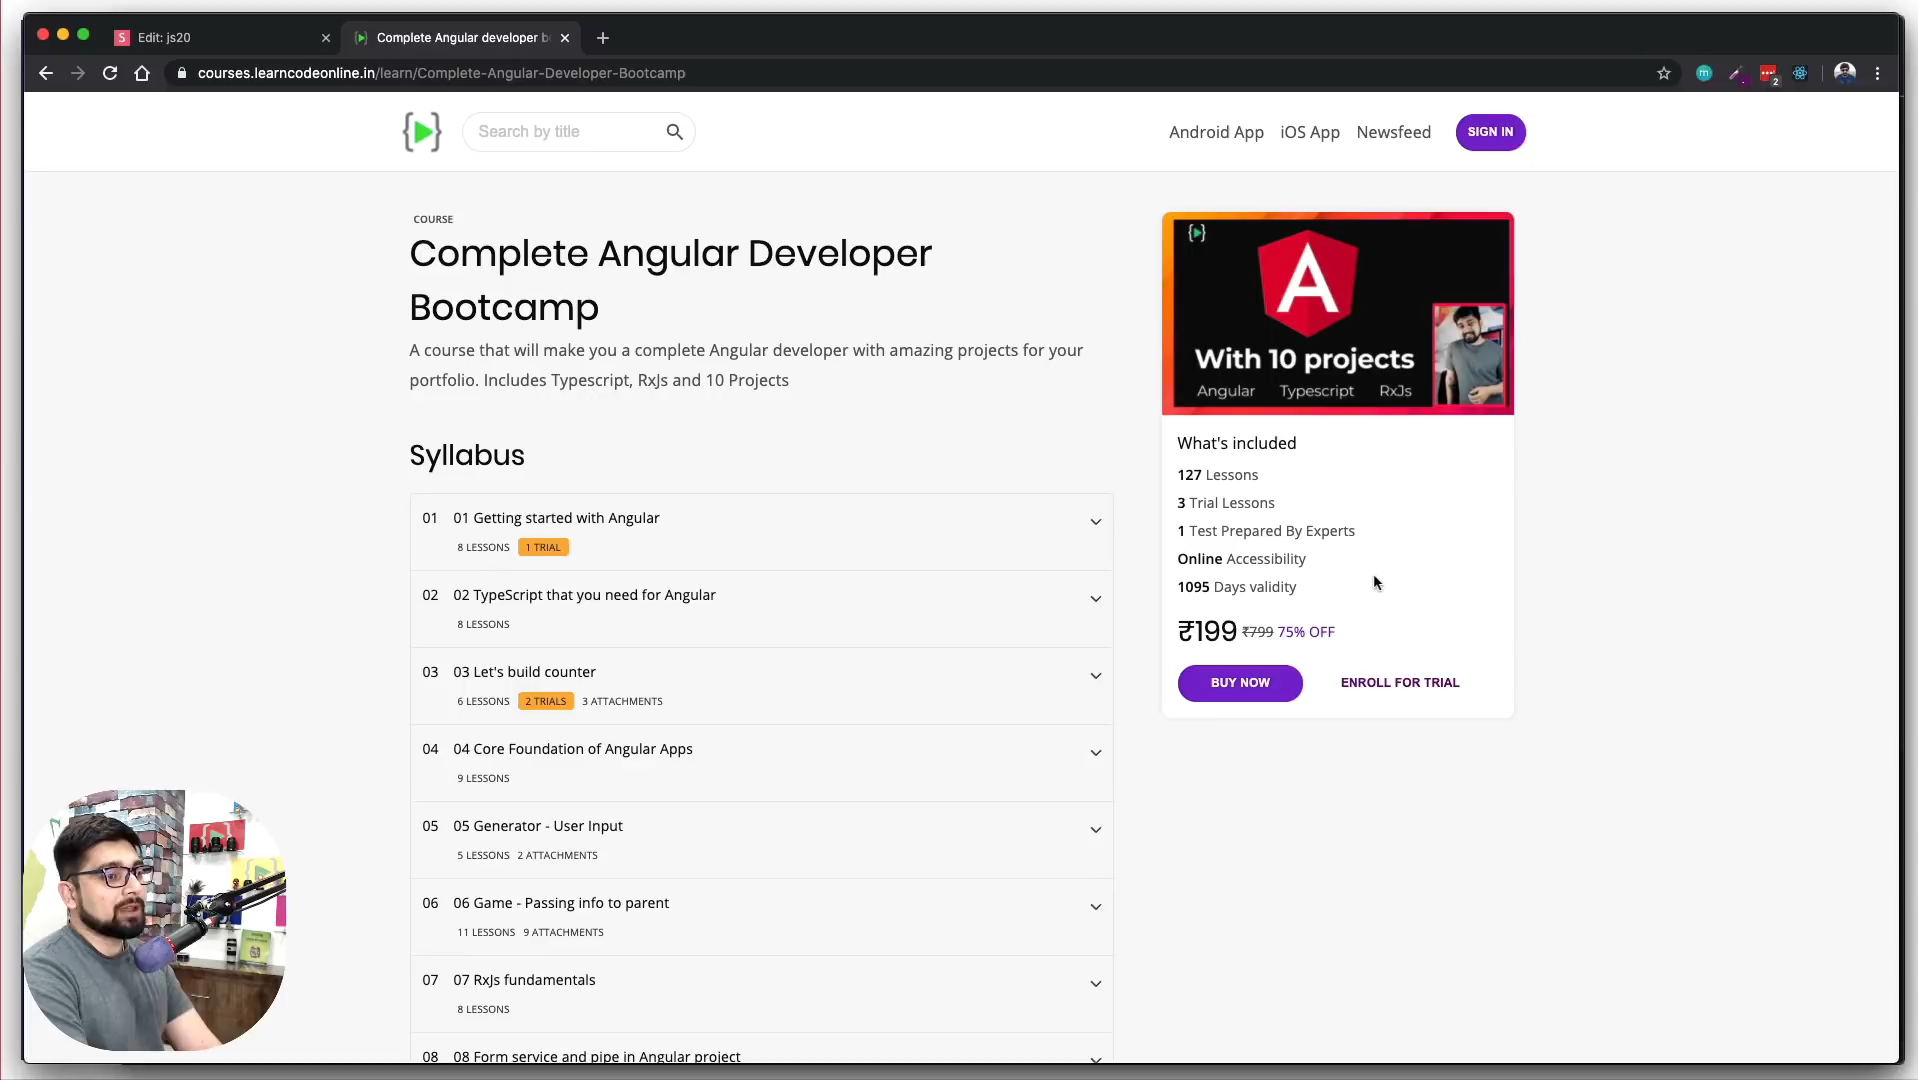 Edit: js20
Complete Angular developer b
courses.learncodeonline.in/learn/Complete-Angular-Developer-Bootcamp
m
2
Search by title
Android App
iOS App
Newsfeed
SIGN IN
COURSE
Complete Angular Developer
Bootcamp
A course that will make you a complete Angular developer with amazing projects for your
portfolio. Includes Typescript, RxJs and 10 Projects
Syllabus
01 01 Getting started with Angular
8 LESSONS 1 TRIAL
02 02 TypeScript that you need for Angular
8 LESSONS
03 03 Let's build counter
6 LESSONS 2 TRIALS 3 ATTACHMENTS
04 04 Core Foundation of Angular Apps
9 LESSONS
05 05 Generator - User Input
5 LESSONS 2 ATTACHMENTS
06 06 Game - Passing info to parent
11 LESSONS 9 ATTACHMENTS
07 07 RxJs fundamentals
8 LESSONS
08 08 Form service and pipe in Angular project
A
With 10 projects
Angular Typescript RxJs
What's included
127 Lessons
3 Trial Lessons
1 Test Prepared By Experts
Online Accessibility
1095 Days validity
₹199 ₹799 75% OFF
BUY NOW
ENROLL FOR TRIAL